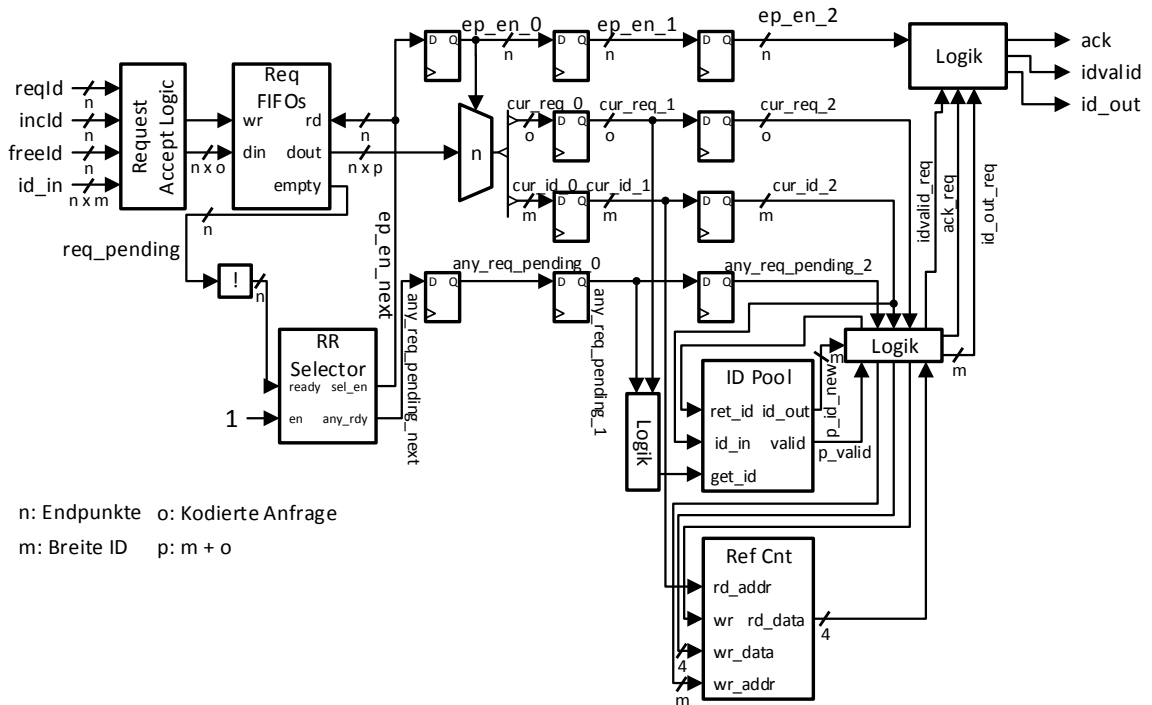 ep_en_0
ep_en_1
ep_en_2
D Q
n
D Q
n
D Q
n
Logik
ack
idvalid
id_out
reqId
n
incId
n
freeId
n
id_in
n x m
Request
Accept Logic
Req
FIFOs
wr
rd
din
dout
empty
n x o
n
n x p
n
cur_req_0
o
D Q
cur_req_1
o
D Q
cur_req_2
o
cur_id_0
m
D Q
cur_id_1
m
D Q
cur_id_2
m
idvalid_req
ack_req
id_out_req
req_pending
n
!
n
ep_en_next
any_req_pending_next
D Q
any_req_pending_0
D Q
any_req_pending_1
D Q
any_req_pending_2
RR
Selector
ready
sel_en
en
any_rdy
1
Logik
Logik
m
m
ID Pool
ret_id
id_out
id_in
valid
get_id
p_id_new
p_valid
Ref Cnt
rd_addr
wr
rd_data
wr_data
wr_addr
4
4
m
n: Endpunkte
o: Kodierte Anfrage
m: Breite ID
p: m + o